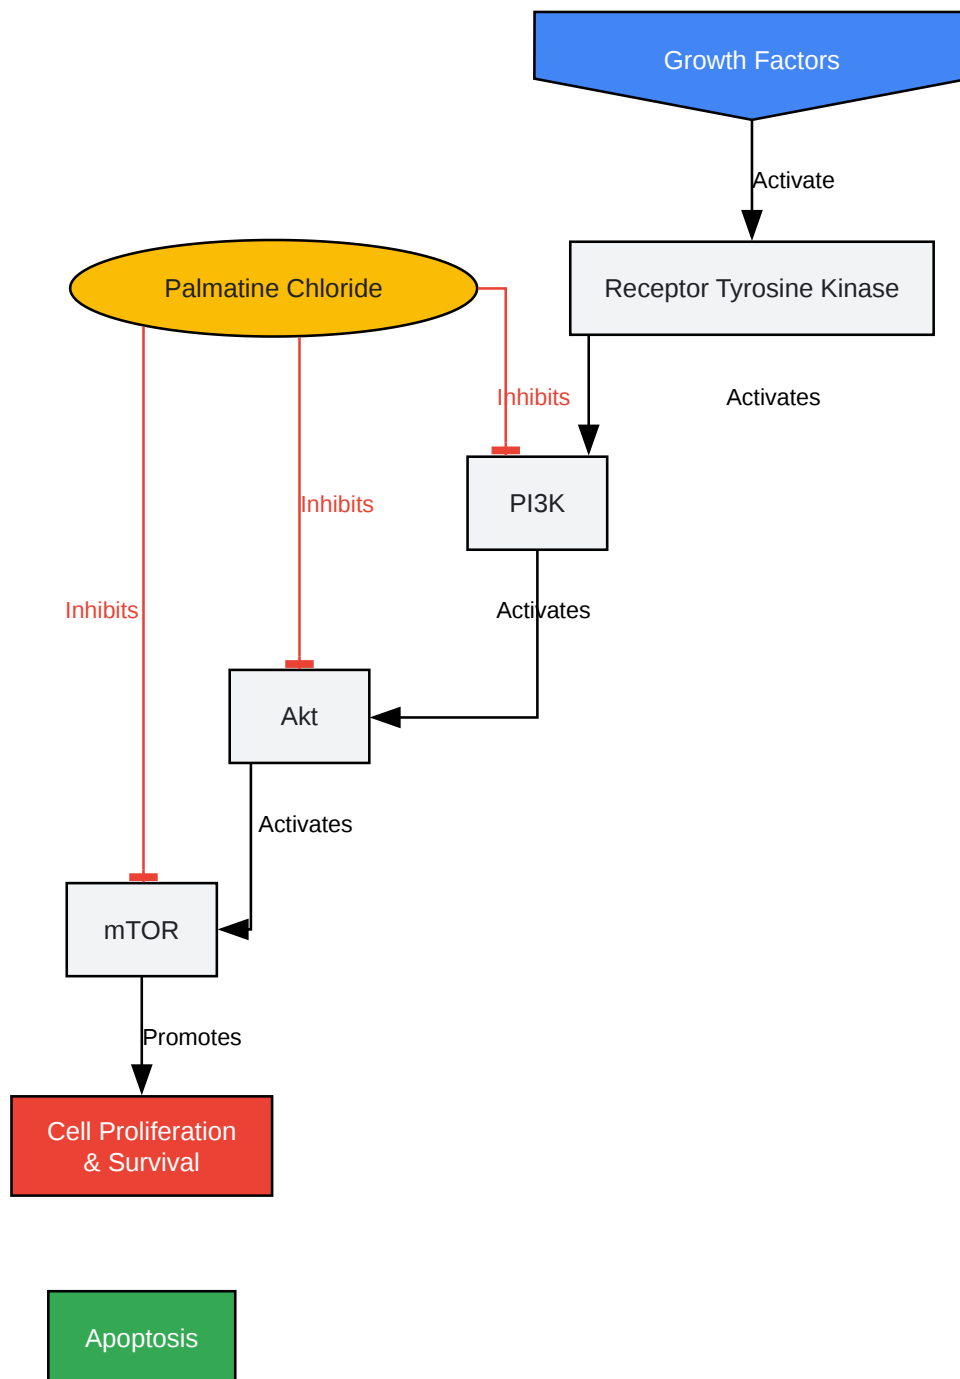 Growth Factors
Activate
Palmatine Chloride
Receptor Tyrosine Kinase
Inhibits
Activates
PI3K
Inhibits
Inhibits
Activates
Akt
Activates
mTOR
Promotes
Cell Proliferation
& Survival
Apoptosis